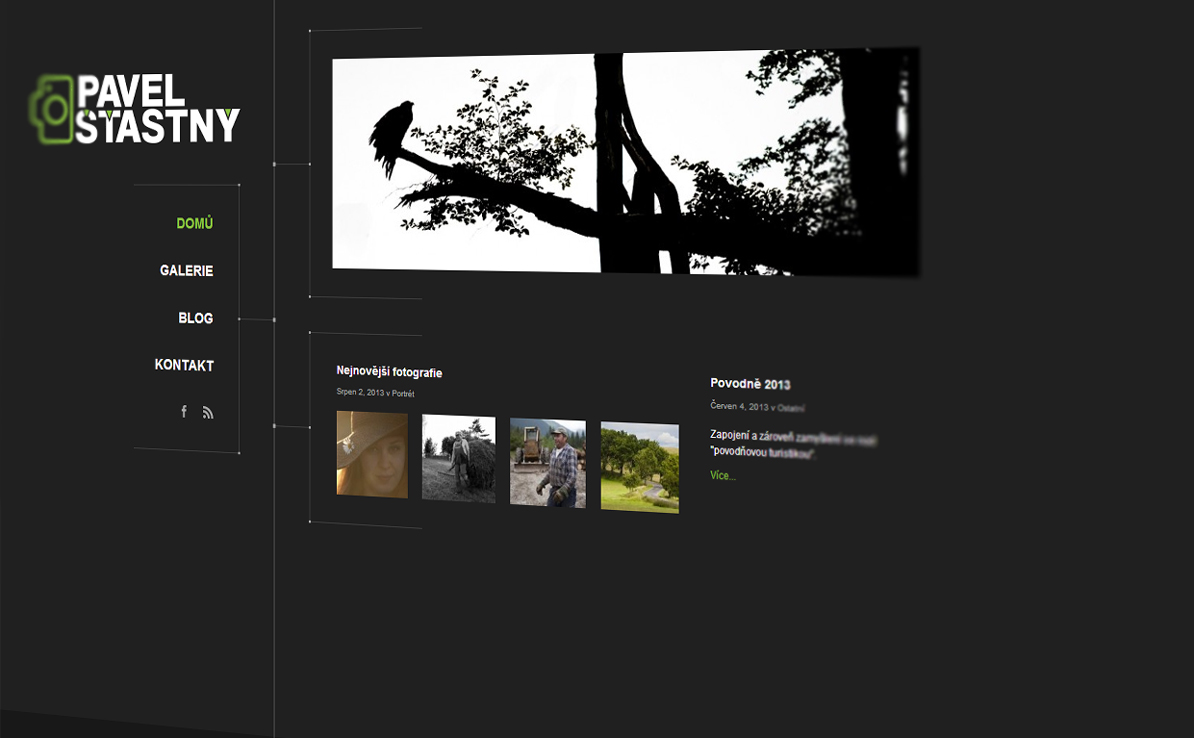 PAVEL
ŠŤASTNÝ
DOMŮ
GALERIE
BLOG
KONTAKT
Nejnovější fotografie
Srpen 2, 2013 v Portrét
Povodně 2013
Červen 4, 2013 v Ostatní
Zapojení a zároveň zamyšlení se nad
"povodňovou turistikou".
Více...